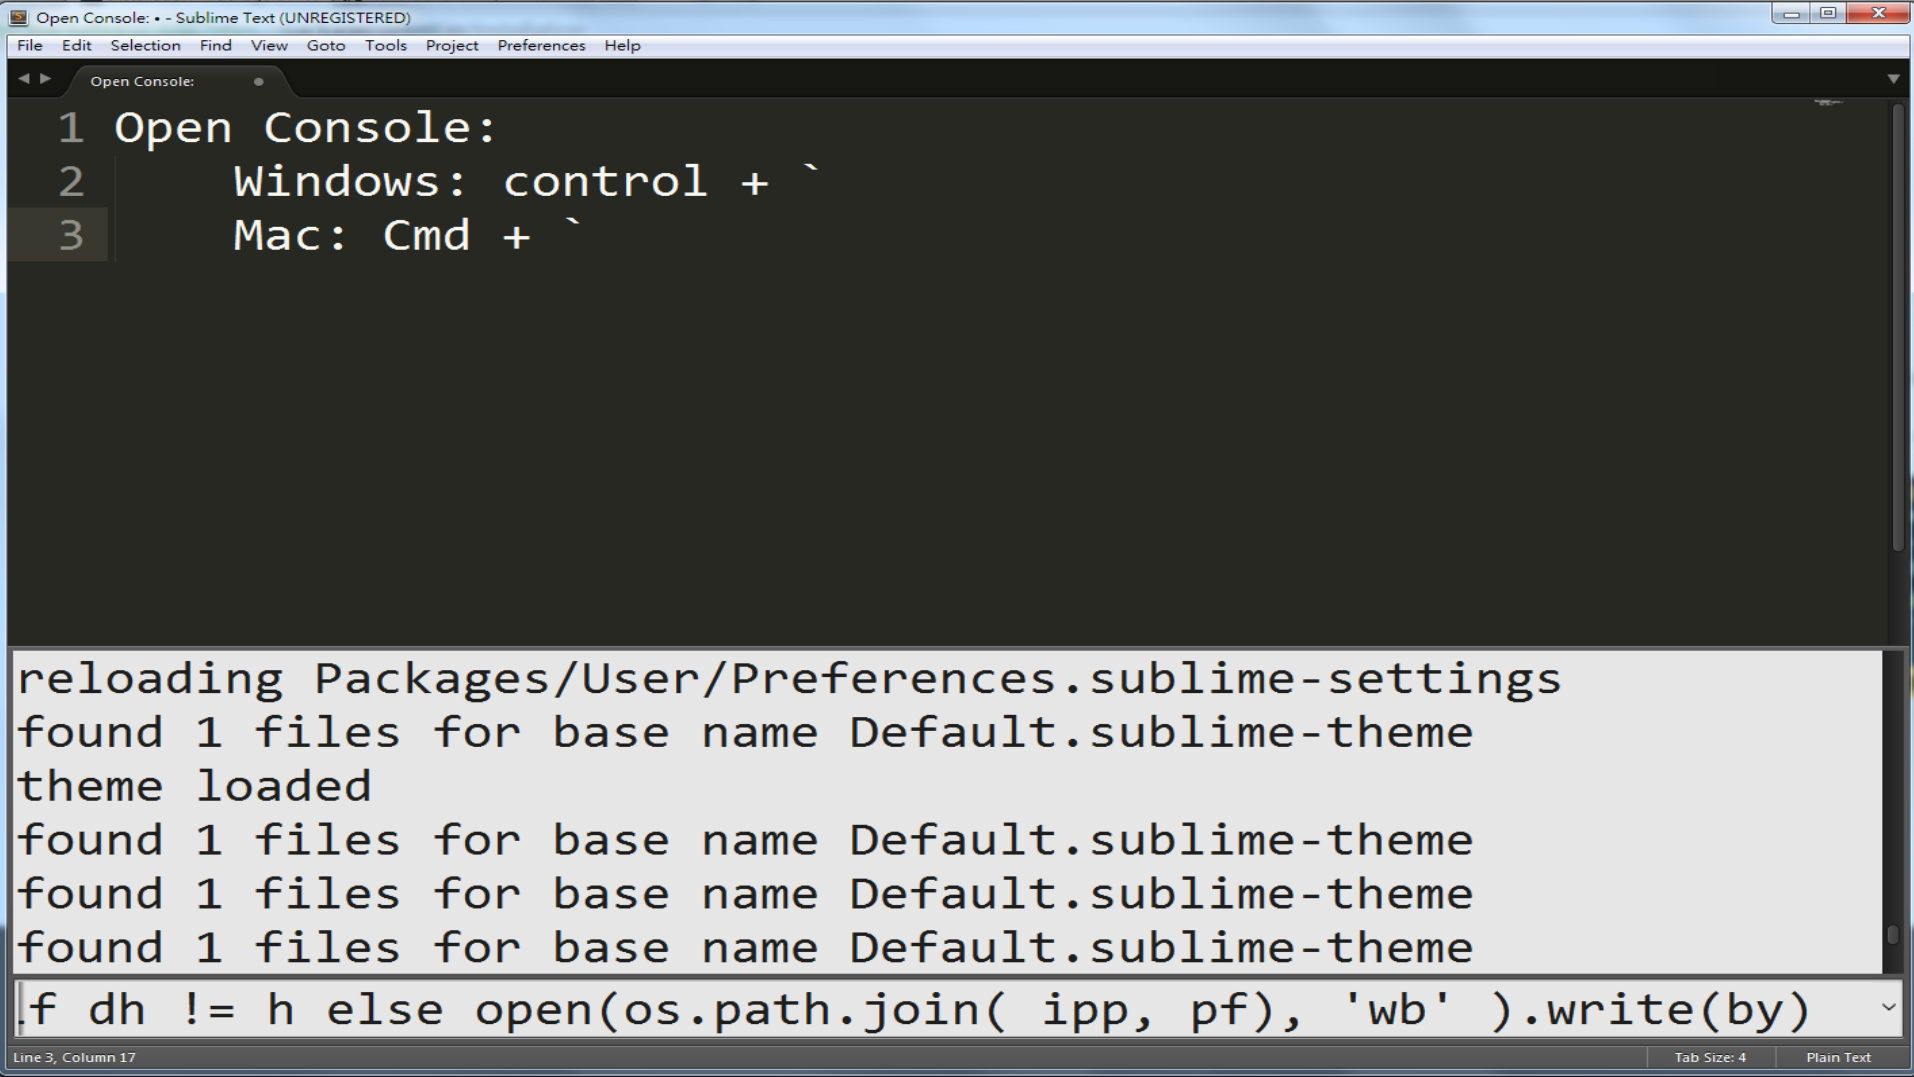 Open Console: • - Sublime Text (UNREGISTERED)
File Edit Selection Find View Goto Tools Project Preferences Help
Open Console:
1 Open Console:
2 Windows: control + `
3 Mac: Cmd + `
reloading Packages/User/Preferences.sublime-settings
found 1 files for base name Default.sublime-theme
theme loaded
found 1 files for base name Default.sublime-theme
found 1 files for base name Default.sublime-theme
found 1 files for base name Default.sublime-theme
f dh != h else open(os.path.join( ipp, pf), 'wb' ).write(by)
Line 3, Column 17
Tab Size: 4
Plain Text